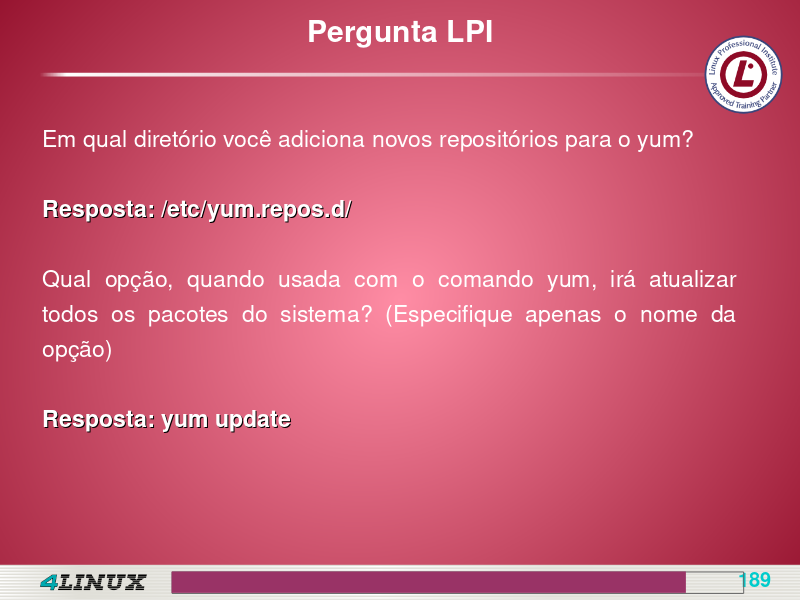 Pergunta LPI
Linux Professional Institute
Approved Training Partner
Em qual diretório você adiciona novos repositórios para o yum?
Resposta: /etc/yum.repos.d/
Qual opção, quando usada com o comando yum, irá atualizar
todos os pacotes do sistema? (Especifique apenas o nome da
opção)
Resposta: yum update
4LINUX
189